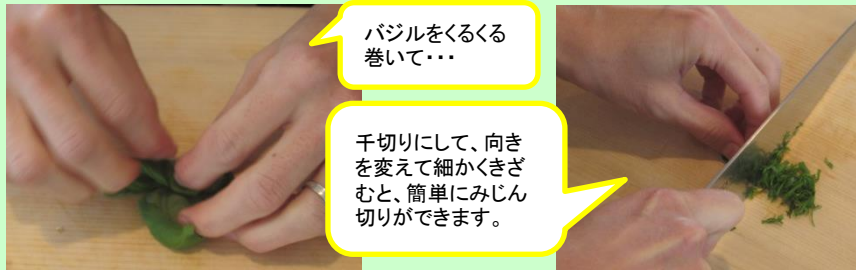 バジルをくるくる
巻いて・・・
千切りにして、向き
を変えて細かくきざ
むと、簡単にみじん
切りができます。